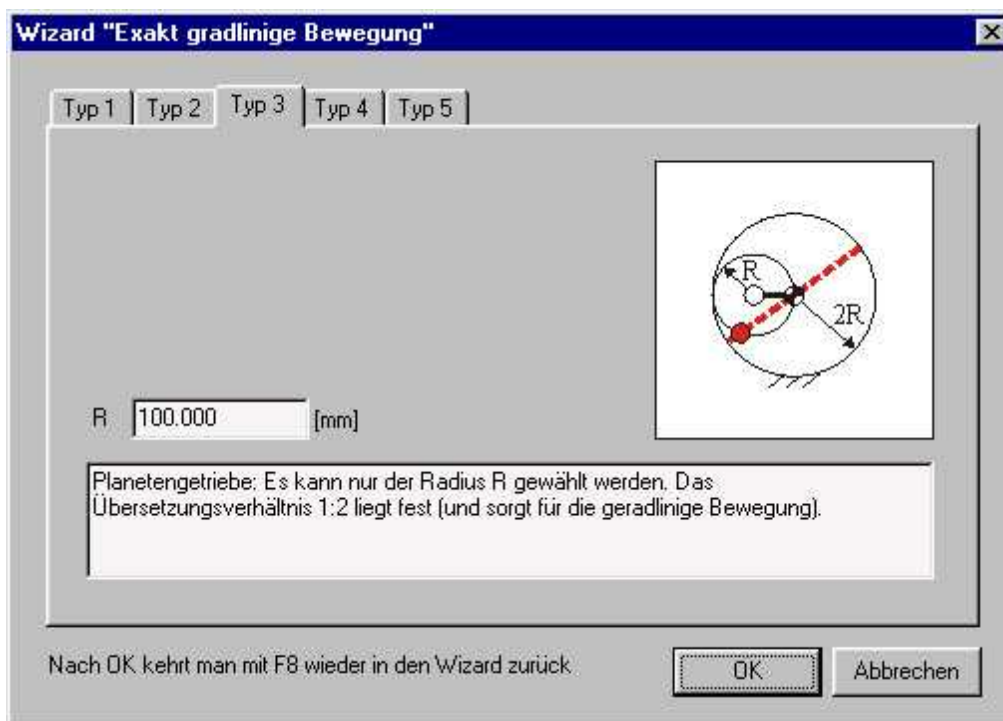 Wizard "Exakt gradlinige Bewegung"
Typ 1 Typ 2 Typ 3 Typ 4 Typ 5
R
2R
R 100.000 [mm]
Planetengetriebe: Es kann nur der Radius R gewählt werden. Das
Übersetzungsverhältnis 1:2 liegt fest (und sorgt für die geradlinige Bewegung).
Nach OK kehrt man mit F8 wieder in den Wizard zurück
OK Abbrechen